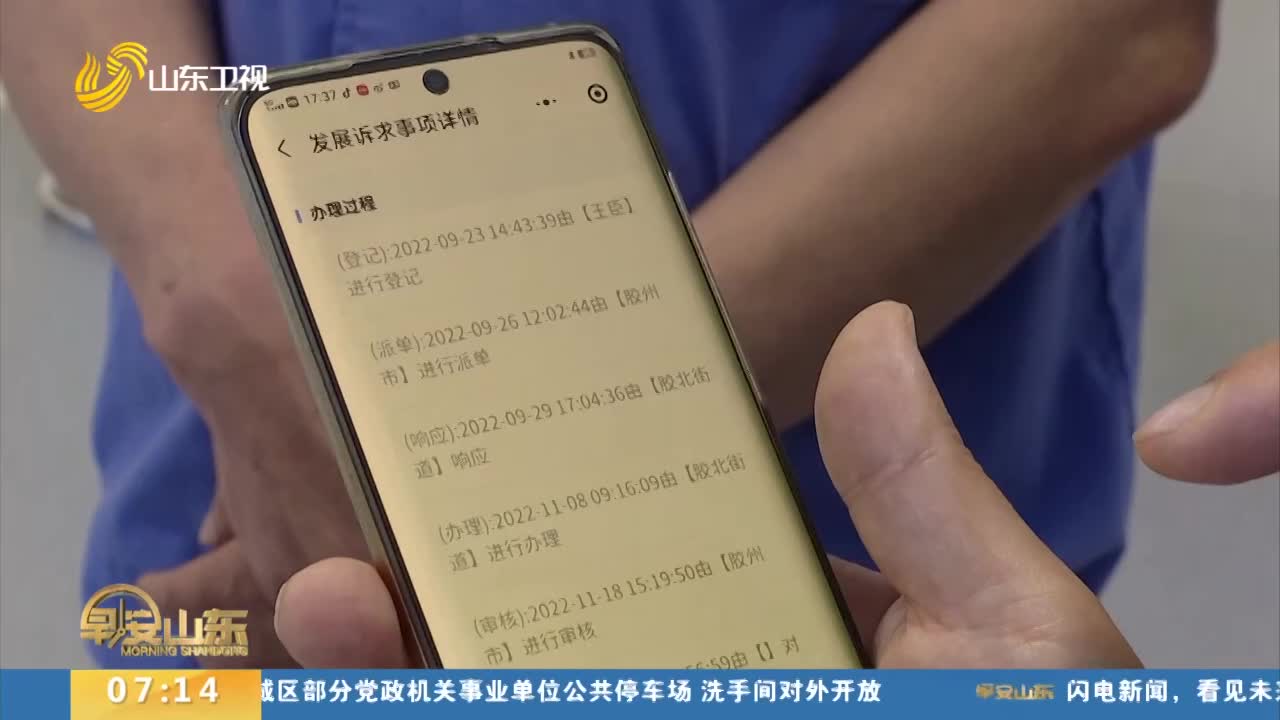 山东卫视
17:37
发展诉求事项详情
办理过程
(登记):2022-09-23 14:43:39由【王臣】
进行登记
(派单):2022-09-26 12:02:44由【胶州
市】进行派单
(响应):2022-09-29 17:04:36由【胶北街
道】响应
(办理):2022-11-08 09:16:09由【胶北街
道】进行办理
(审核):2022-11-18 15:19:50由【胶州
市】进行审核
56:59由【】对
早安山东
MORNING SHANDONG
07:14
城区部分党政机关事业单位公共停车场 洗手间对外开放
早安山东 闪电新闻，看见未